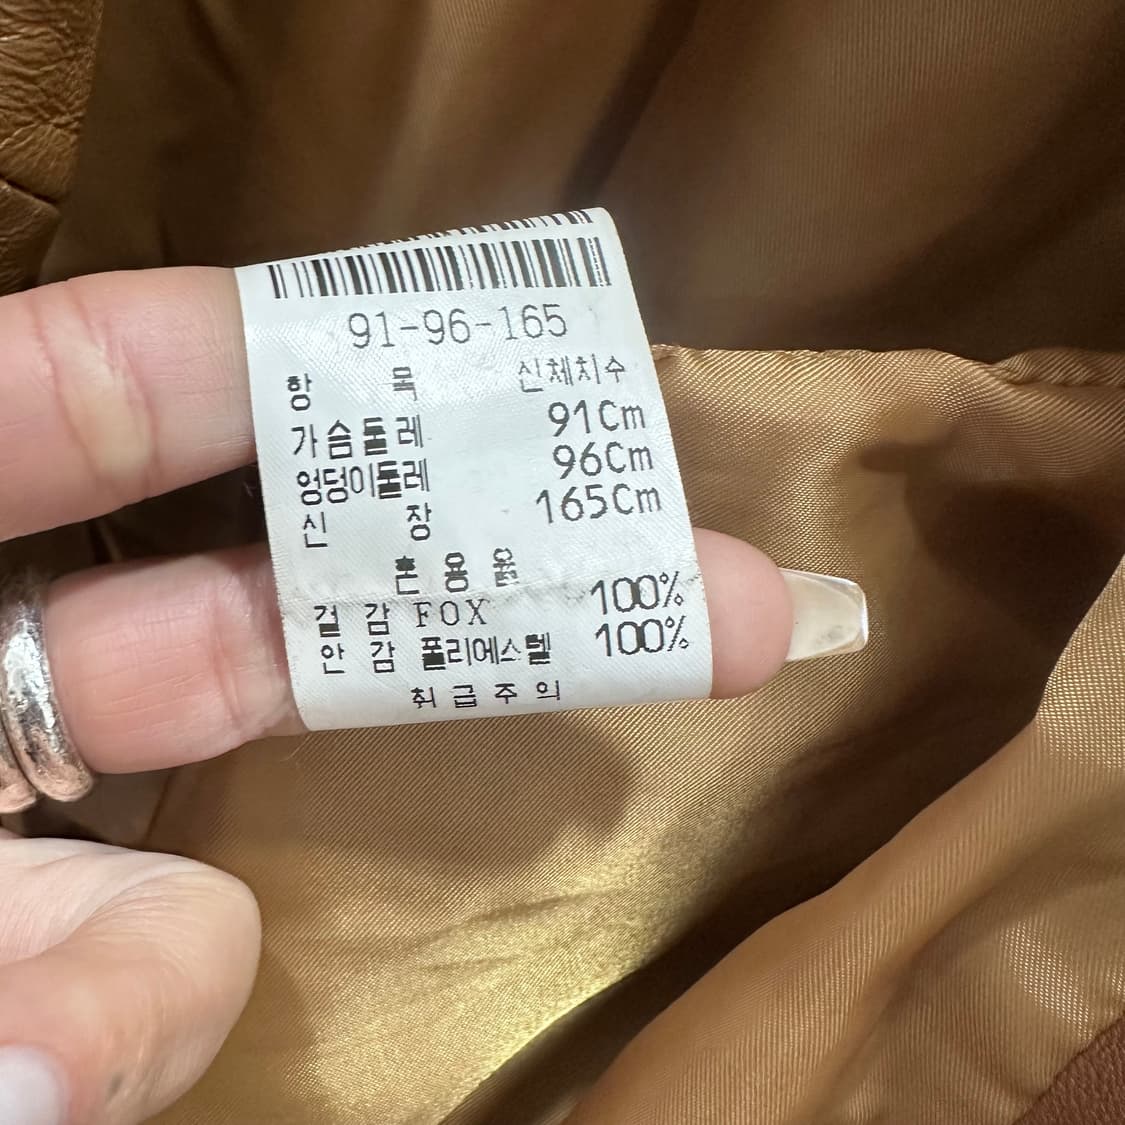 91-96-165
항 목 신체치수
가슴둘레 91Cm
엉덩이둘레 96Cm
신 장 165Cm
혼 용 율
겉 감 FOX 100%
안 감 폴리에스텔 100%
취 급 주 의